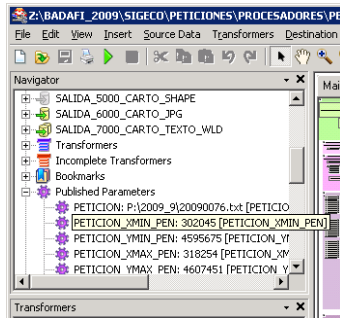 Z:\BADAFI_2009\SIGECO\PETICIONES\PROCESADORES\PE
File Edit View Insert Source Data Transformers Destination
Navigator
SALIDA_5000_CARTO_SHAPE
SALIDA_6000_CARTO_JPG
SALIDA_7000_CARTO_TEXTO_WLD
Transformers
Incomplete Transformers
Bookmarks
Published Parameters
PETICION: P:\2009_9\20090076.txt [PETICIO
PETICION_XMIN_PEN: 302045 [PETICION_XMIN_PEN]
PETICION_YMIN_PEN: 4595675 [PETICION_YI
PETICION_XMAX_PEN: 318254 [PETICION_XM
PETICION_YMAX_PEN: 4607451 [PETICION_Y
Transformers
Mai